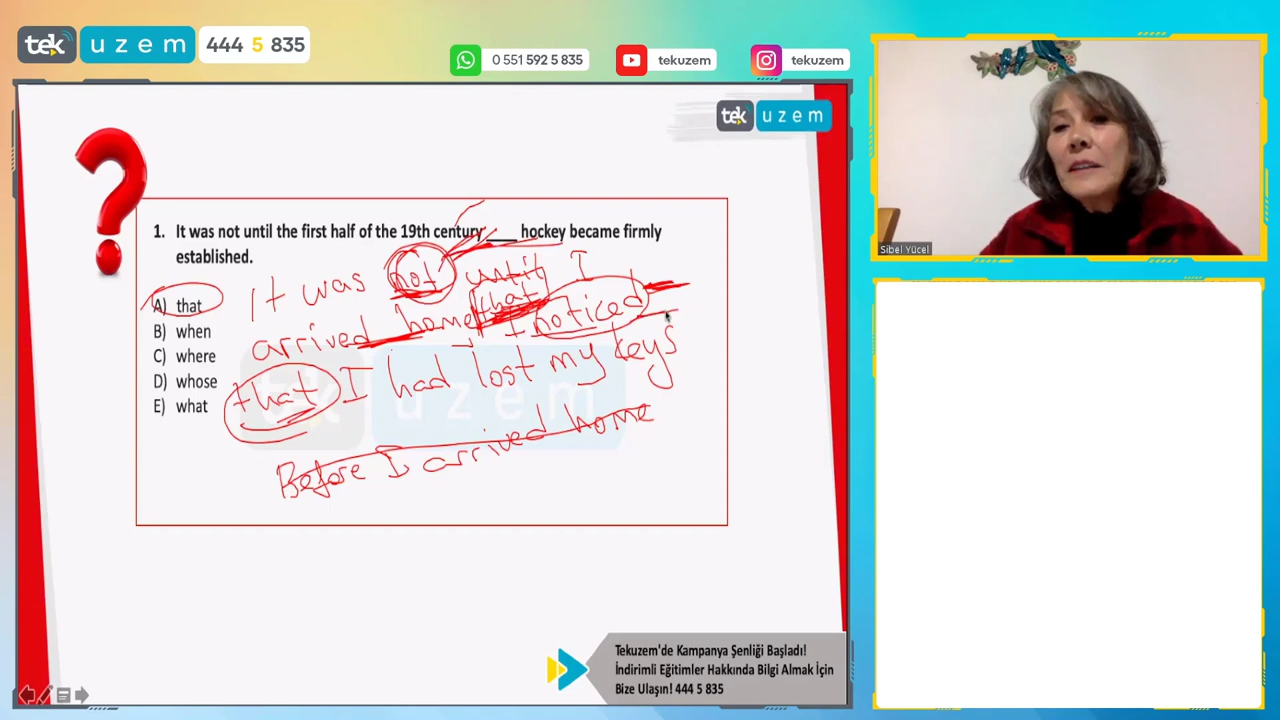 tek uzem 444 5 835
0 551 592 5 835 tekuzem tekuzem
tek uzem
1. It was not until the first half of the 19th century ____ hockey became firmly
established.
A) that
B) when
C) where
D) whose
E) what
It was not until I
arrived home, that I noticed
that I had lost my keys
Before I arrived home
tek uzem
Sibel Yücel
Tekuzem'de Kampanya Şenliği Başladı!
İndirimli Eğitimler Hakkında Bilgi Almak İçin
Bize Ulaşın! 444 5 835